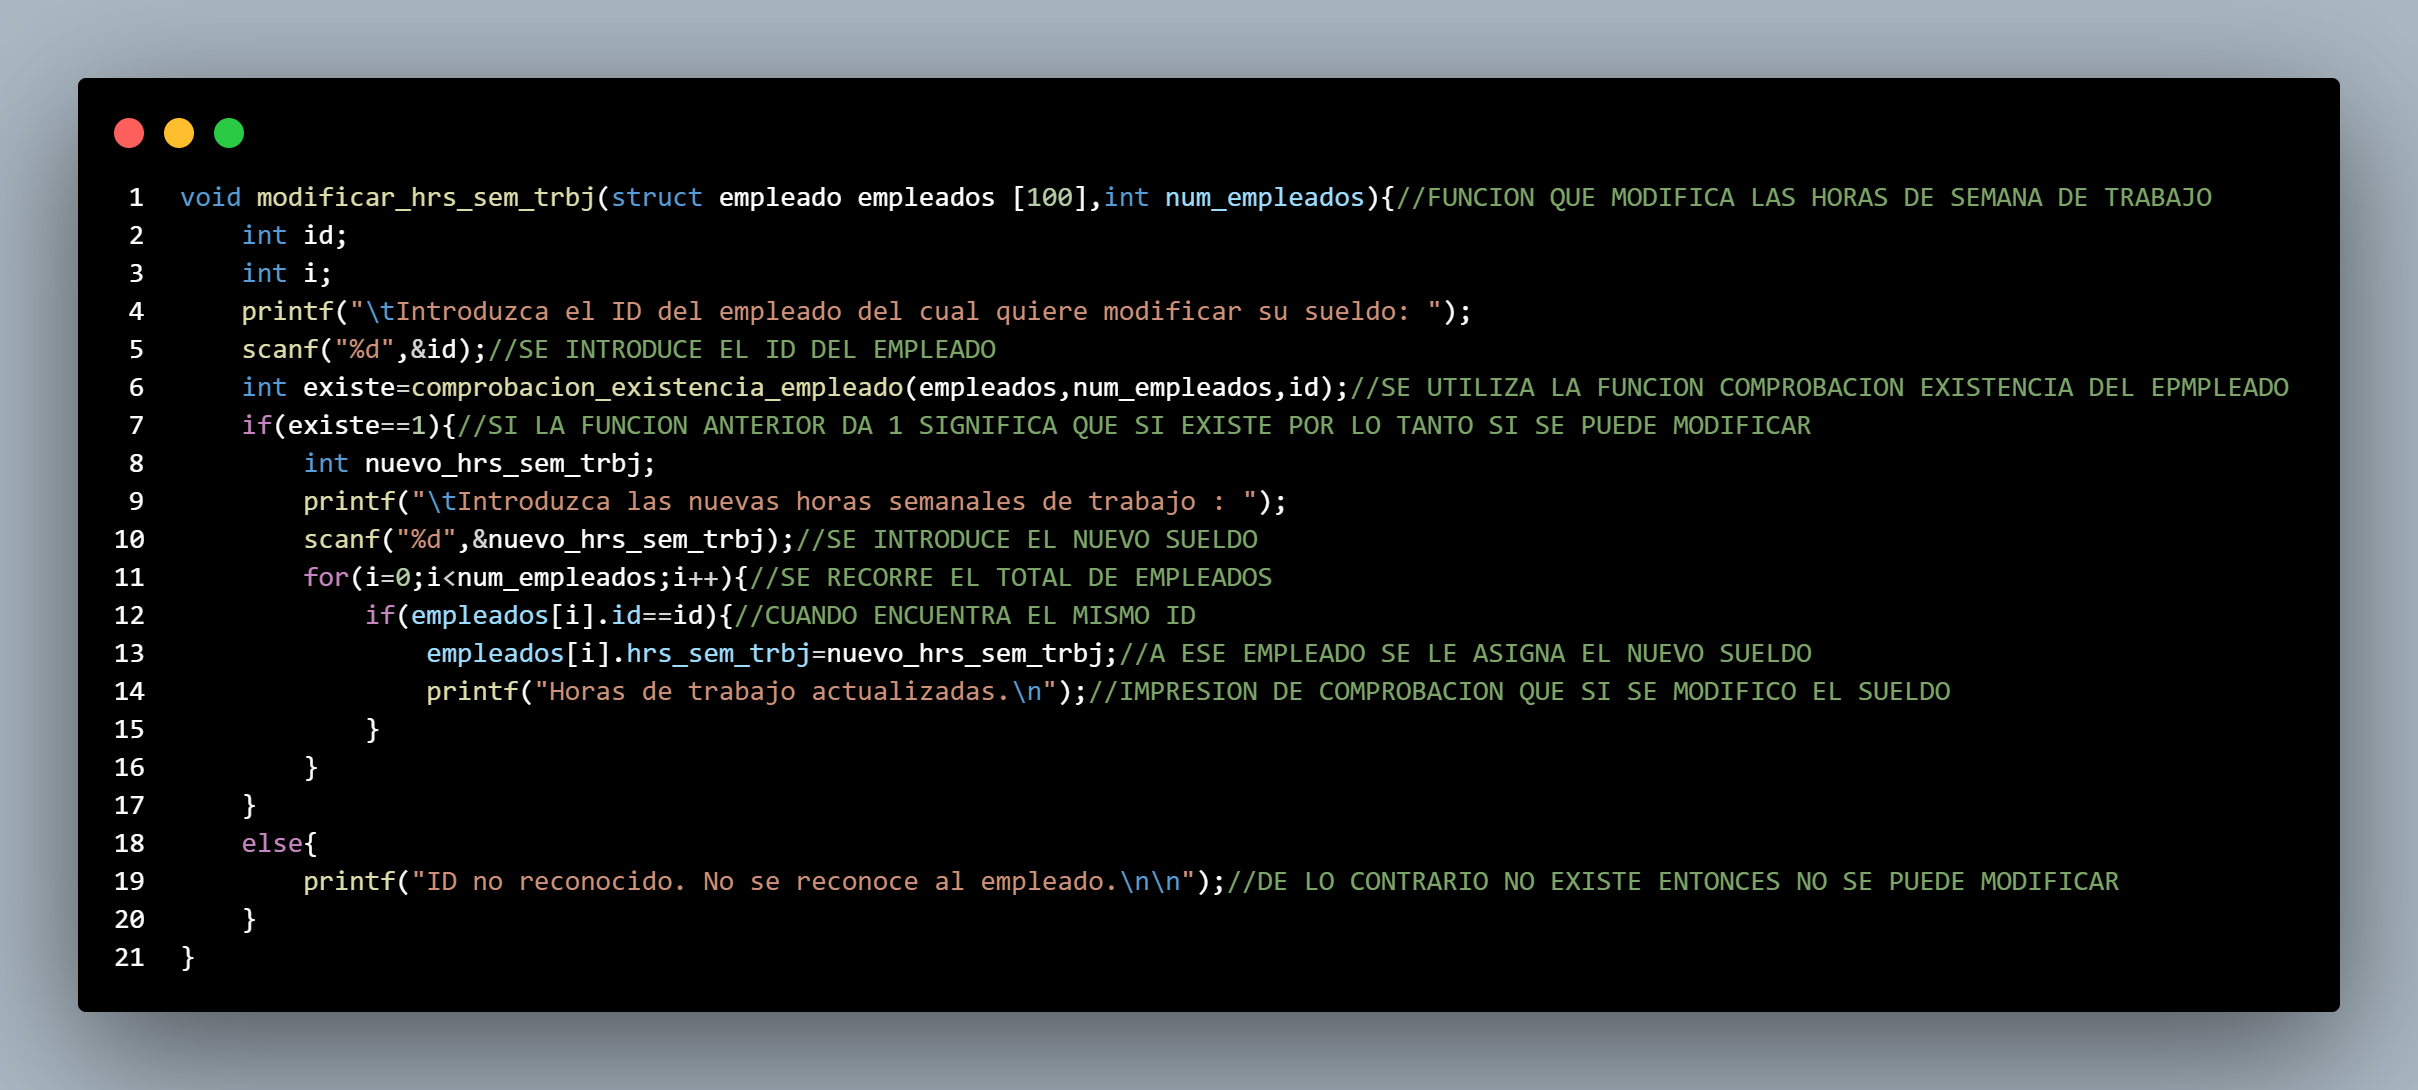 1 void modificar_hrs_sem_trbj(struct empleado empleados [100],int num_empleados){//FUNCION QUE MODIFICA LAS HORAS DE SEMANA DE TRABAJO
2     int id;
3     int i;
4     printf("\tIntroduzca el ID del empleado del cual quiere modificar su sueldo: ");
5     scanf("%d",&id);//SE INTRODUCE EL ID DEL EMPLEADO
6     int existe=comprobacion_existencia_empleado(empleados,num_empleados,id);//SE UTILIZA LA FUNCION COMPROBACION EXISTENCIA DEL EPMPLEADO
7     if(existe==1){//SI LA FUNCION ANTERIOR DA 1 SIGNIFICA QUE SI EXISTE POR LO TANTO SI SE PUEDE MODIFICAR
8         int nuevo_hrs_sem_trbj;
9         printf("\tIntroduzca las nuevas horas semanales de trabajo : ");
10         scanf("%d",&nuevo_hrs_sem_trbj);//SE INTRODUCE EL NUEVO SUELDO
11         for(i=0;i<num_empleados;i++){//SE RECORRE EL TOTAL DE EMPLEADOS
12             if(empleados[i].id==id){//CUANDO ENCUENTRA EL MISMO ID
13                 empleados[i].hrs_sem_trbj=nuevo_hrs_sem_trbj;//A ESE EMPLEADO SE LE ASIGNA EL NUEVO SUELDO
14                 printf("Horas de trabajo actualizadas.\n");//IMPRESION DE COMPROBACION QUE SI SE MODIFICO EL SUELDO
15             }
16         }
17     }
18     else{
19         printf("ID no reconocido. No se reconoce al empleado.\n\n");//DE LO CONTRARIO NO EXISTE ENTONCES NO SE PUEDE MODIFICAR
20     }
21 }